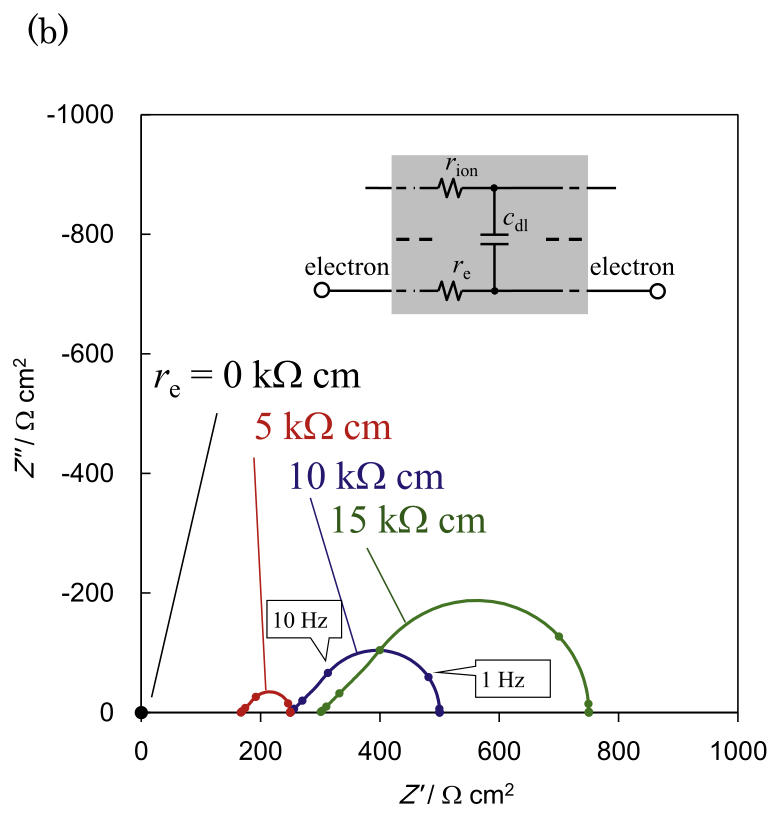 (b)
-1000
-800
-600
-400
-200
0
Z″/ Ω cm²
r_ion
c_dl
electron
r_e
electron
r_e = 0 kΩ cm
5 kΩ cm
10 kΩ cm
15 kΩ cm
10 Hz
1 Hz
0
200
400
600
800
1000
Z′/ Ω cm²